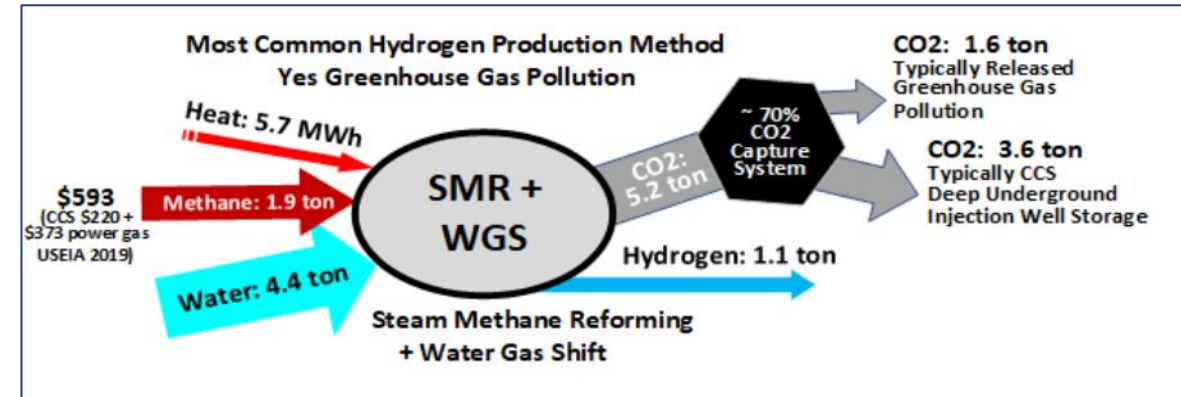 Most Common Hydrogen Production Method
Yes Greenhouse Gas Pollution
Heat: 5.7 MWh
$593
(CCS $220 +
$373 power gas
USEIA 2019)
Methane: 1.9 ton
Water: 4.4 ton
SMR +
WGS
CO2:
5.2 ton
~ 70%
CO2
Capture
System
CO2: 1.6 ton
Typically Released
Greenhouse Gas
Pollution
CO2: 3.6 ton
Typically CCS
Deep Underground
Injection Well Storage
Hydrogen: 1.1 ton
Steam Methane Reforming
+ Water Gas Shift